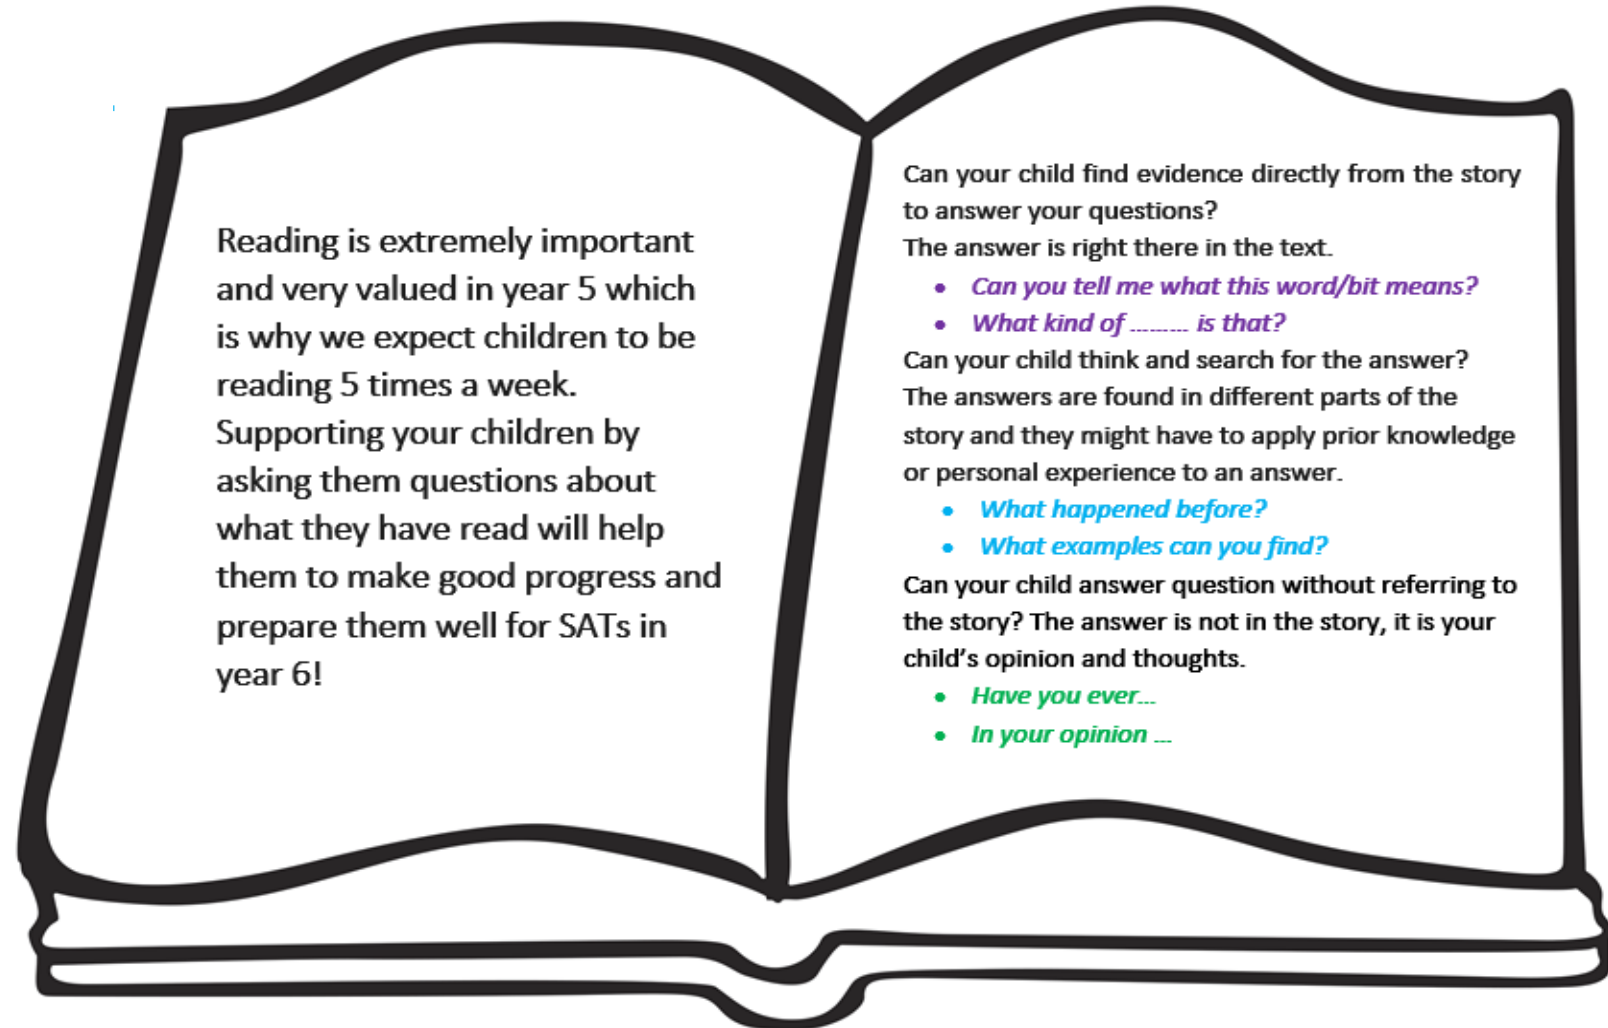 Reading is extremely important
and very valued in year 5 which
is why we expect children to be
reading 5 times a week.
Supporting your children by
asking them questions about
what they have read will help
them to make good progress and
prepare them well for SATs in
year 6!
Can your child find evidence directly from the story
to answer your questions?
The answer is right there in the text.
• Can you tell me what this word/bit means?
• What kind of ......... is that?
Can your child think and search for the answer?
The answers are found in different parts of the
story and they might have to apply prior knowledge
or personal experience to an answer.
• What happened before?
• What examples can you find?
Can your child answer question without referring to
the story? The answer is not in the story, it is your
child’s opinion and thoughts.
• Have you ever...
• In your opinion ...